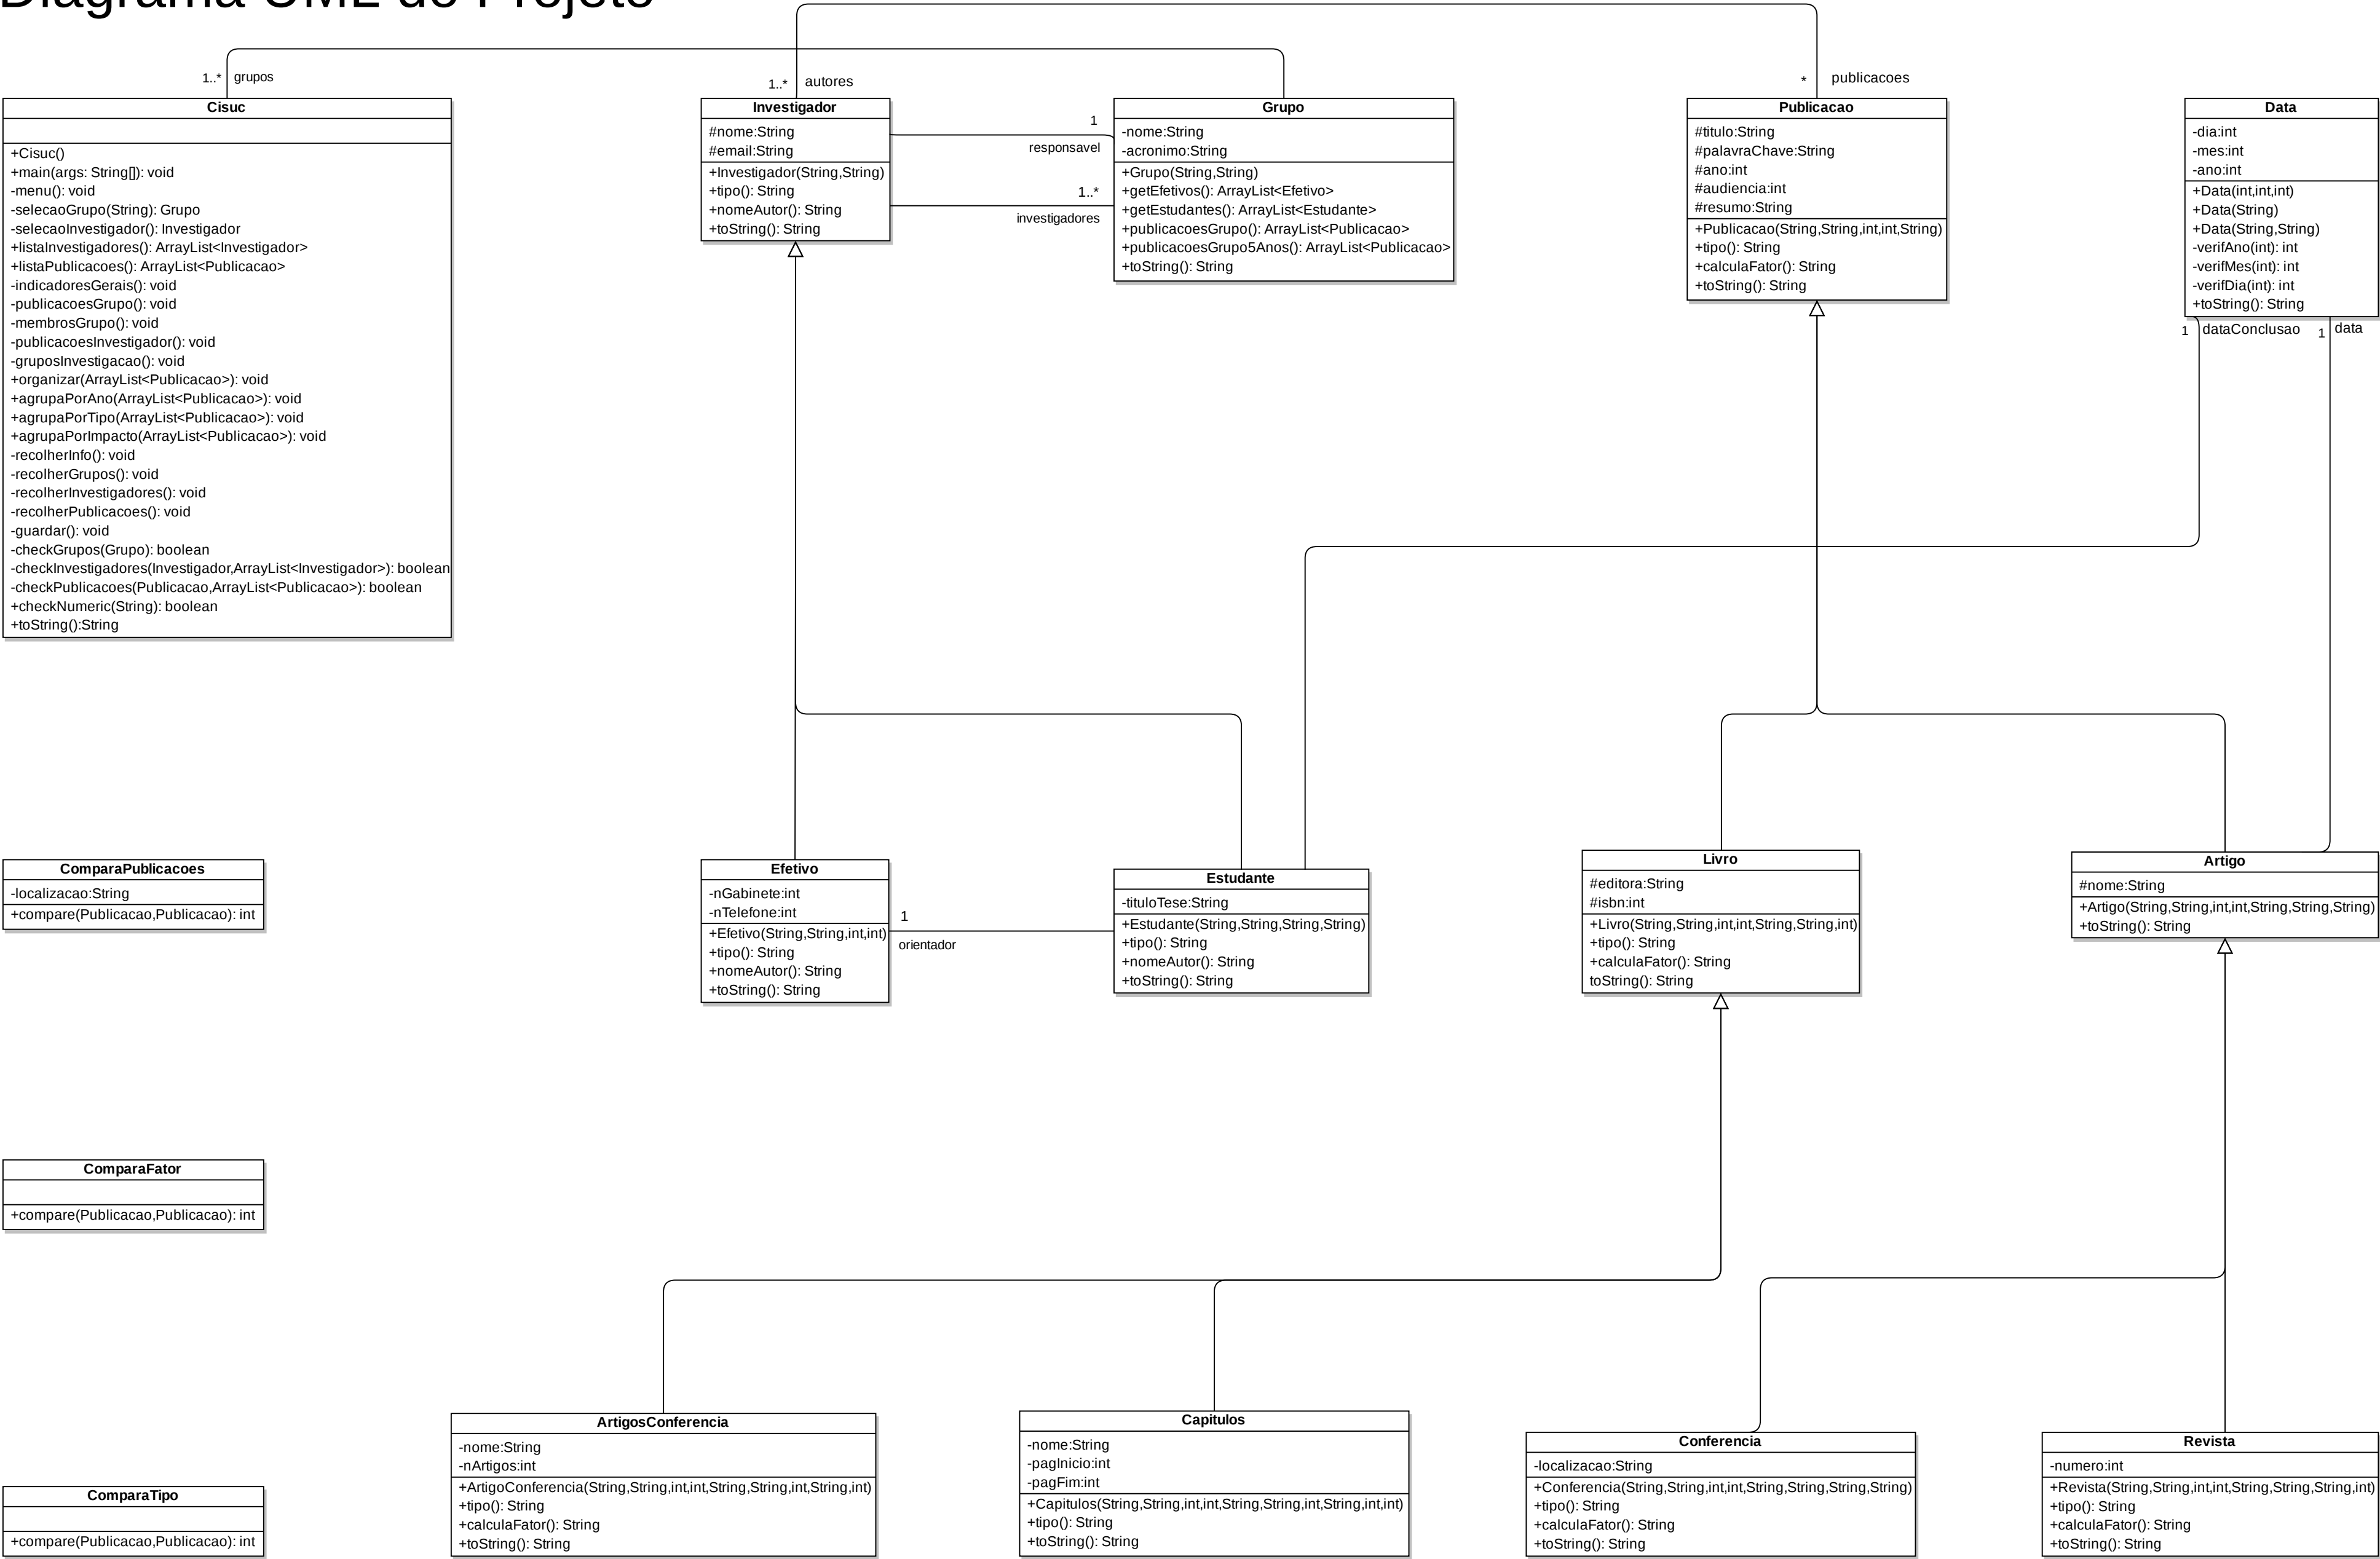 Diagrama UML do Projeto
1..* grupos
1..* autores
* publicacoes
Cisuc
+Cisuc()
+main(args: String[]): void
-menu(): void
-selecaoGrupo(String): Grupo
-selecaoInvestigador(): Investigador
+listaInvestigadores(): ArrayList<Investigador>
+listaPublicacoes(): ArrayList<Publicacao>
-indicadoresGerais(): void
-publicacoesGrupo(): void
-membrosGrupo(): void
-publicacoesInvestigador(): void
-gruposInvestigacao(): void
+organizar(ArrayList<Publicacao>): void
+agrupaPorAno(ArrayList<Publicacao>): void
+agrupaPorTipo(ArrayList<Publicacao>): void
+agrupaPorImpacto(ArrayList<Publicacao>): void
-recolherInfo(): void
-recolherGrupos(): void
-recolherInvestigadores(): void
-recolherPublicacoes(): void
-guardar(): void
-checkGrupos(Grupo): boolean
-checkInvestigadores(Investigador,ArrayList<Investigador>): boolean
-checkPublicacoes(Publicacao,ArrayList<Publicacao>): boolean
+checkNumeric(String): boolean
+toString():String
Investigador
#nome:String
#email:String
+Investigador(String,String)
+tipo(): String
+nomeAutor(): String
+toString(): String
1
responsavel
1..*
investigadores
Grupo
-nome:String
-acronimo:String
+Grupo(String,String)
+getEfetivos(): ArrayList<Efetivo>
+getEstudantes(): ArrayList<Estudante>
+publicacoesGrupo(): ArrayList<Publicacao>
+publicacoesGrupo5Anos(): ArrayList<Publicacao>
+toString(): String
Publicacao
#titulo:String
#palavraChave:String
#ano:int
#audiencia:int
#resumo:String
+Publicacao(String,String,int,int,String)
+tipo(): String
+calculaFator(): String
+toString(): String
Data
-dia:int
-mes:int
-ano:int
+Data(int,int,int)
+Data(String)
+Data(String,String)
-verifAno(int): int
-verifMes(int): int
-verifDia(int): int
+toString(): String
1 dataConclusao
1 data
ComparaPublicacoes
-localizacao:String
+compare(Publicacao,Publicacao): int
Efetivo
-nGabinete:int
-nTelefone:int
+Efetivo(String,String,int,int)
+tipo(): String
+nomeAutor(): String
+toString(): String
1
orientador
Estudante
-tituloTese:String
+Estudante(String,String,String,String)
+tipo(): String
+nomeAutor(): String
+toString(): String
Livro
#editora:String
#isbn:int
+Livro(String,String,int,int,String,String,int)
+tipo(): String
+calculaFator(): String
toString(): String
Artigo
#nome:String
+Artigo(String,String,int,int,String,String,String)
+toString(): String
ComparaFator
+compare(Publicacao,Publicacao): int
ComparaTipo
+compare(Publicacao,Publicacao): int
ArtigosConferencia
-nome:String
-nArtigos:int
+ArtigoConferencia(String,String,int,int,String,String,int,String,int)
+tipo(): String
+calculaFator(): String
+toString(): String
Capitulos
-nome:String
-pagInicio:int
-pagFim:int
+Capitulos(String,String,int,int,String,String,int,String,int,int)
+tipo(): String
+toString(): String
Conferencia
-localizacao:String
+Conferencia(String,String,int,int,String,String,String,String)
+tipo(): String
+calculaFator(): String
+toString(): String
Revista
-numero:int
+Revista(String,String,int,int,String,String,String,int)
+tipo(): String
+calculaFator(): String
+toString(): String